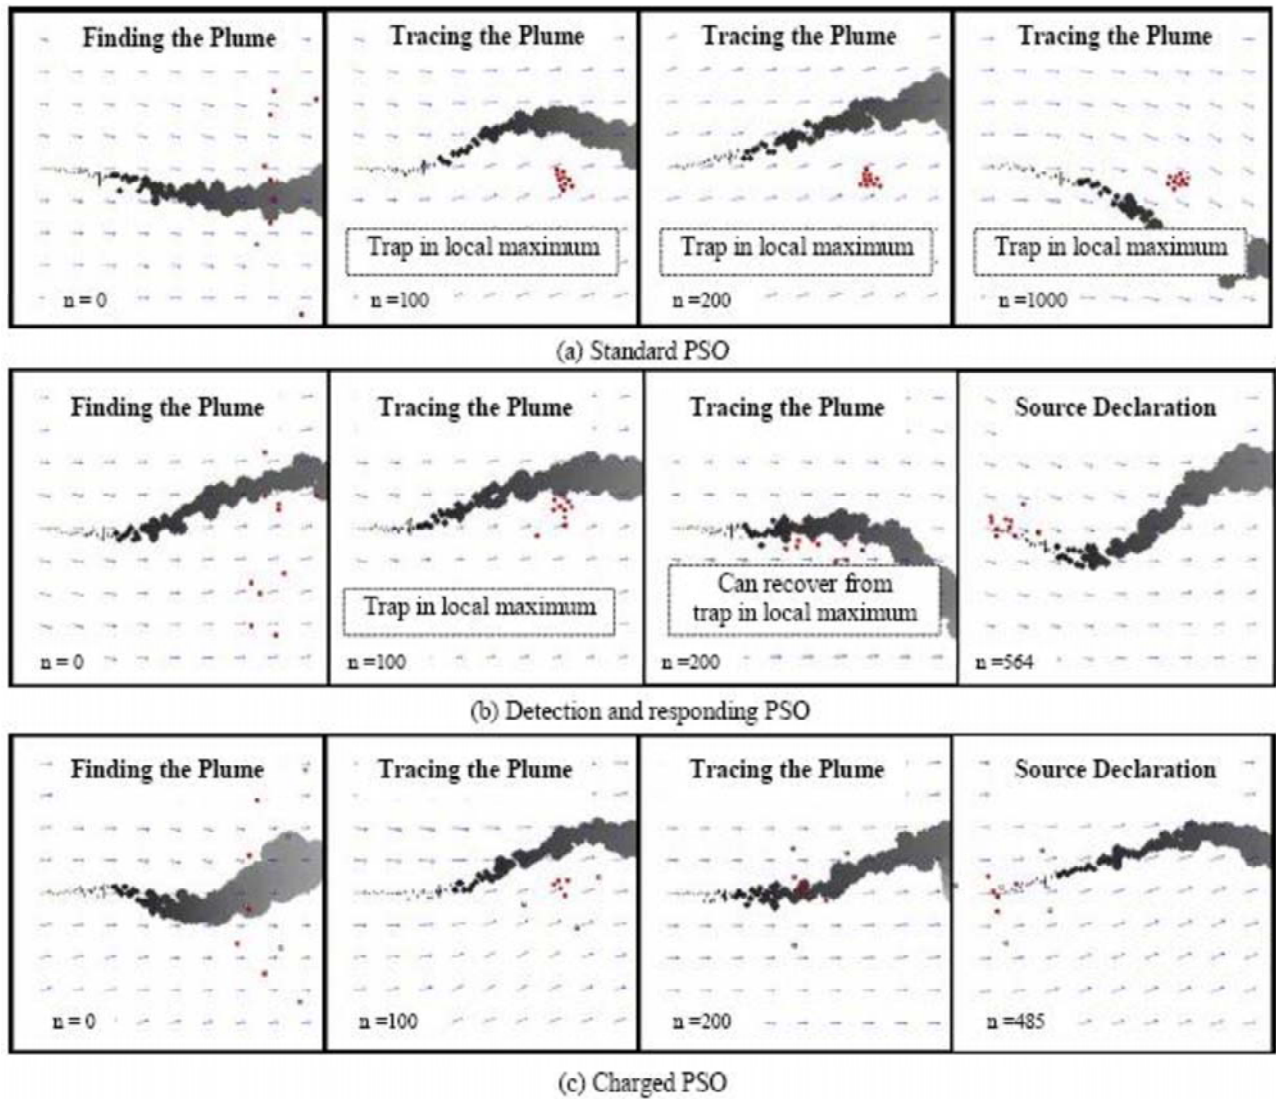 Finding the Plume
Tracing the Plume
Tracing the Plume
Tracing the Plume
Trap in local maximum
Trap in local maximum
Trap in local maximum
n = 0
n =100
n =200
n =1000
(a) Standard PSO
Finding the Plume
Tracing the Plume
Tracing the Plume
Source Declaration
Trap in local maximum
Can recover from
trap in local maximum
n = 0
n =100
n =200
n =564
(b) Detection and responding PSO
Finding the Plume
Tracing the Plume
Tracing the Plume
Source Declaration
n = 0
n =100
n =200
n =485
(c) Charged PSO